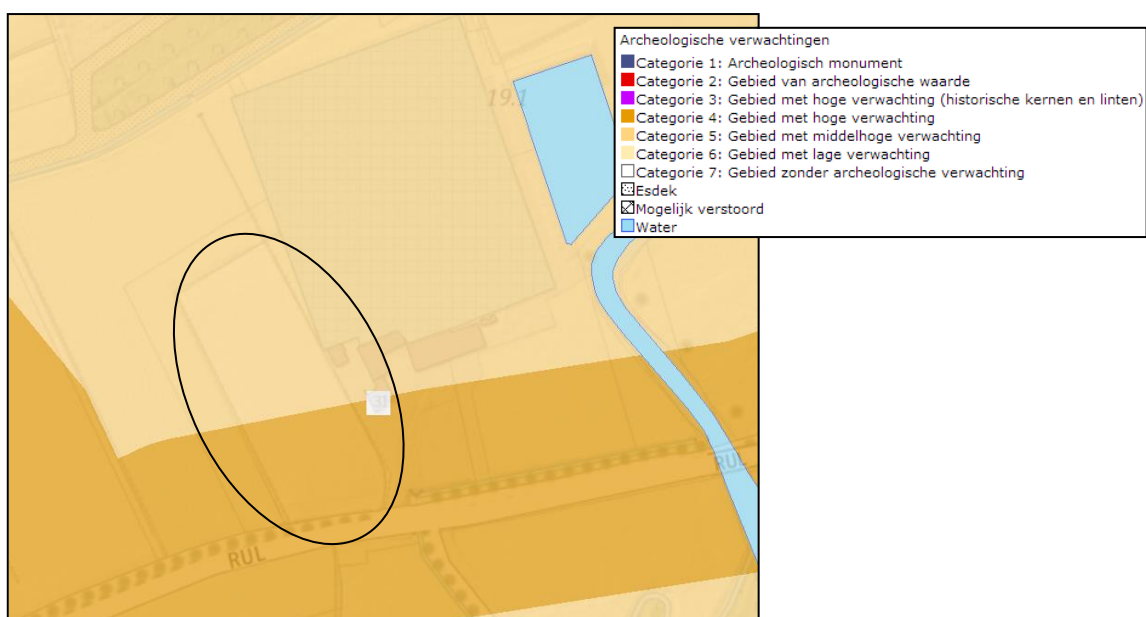 Archeologische verwachtingen
Categorie 1: Archeologisch monument
Categorie 2: Gebied van archeologische waarde
Categorie 3: Gebied met hoge verwachting (historische kernen en linten)
Categorie 4: Gebied met hoge verwachting
Categorie 5: Gebied met middelhoge verwachting
Categorie 6: Gebied met lage verwachting
Categorie 7: Gebied zonder archeologische verwachting
Esdek
Mogelijk verstoord
Water
19.1
31
RUL
RUL